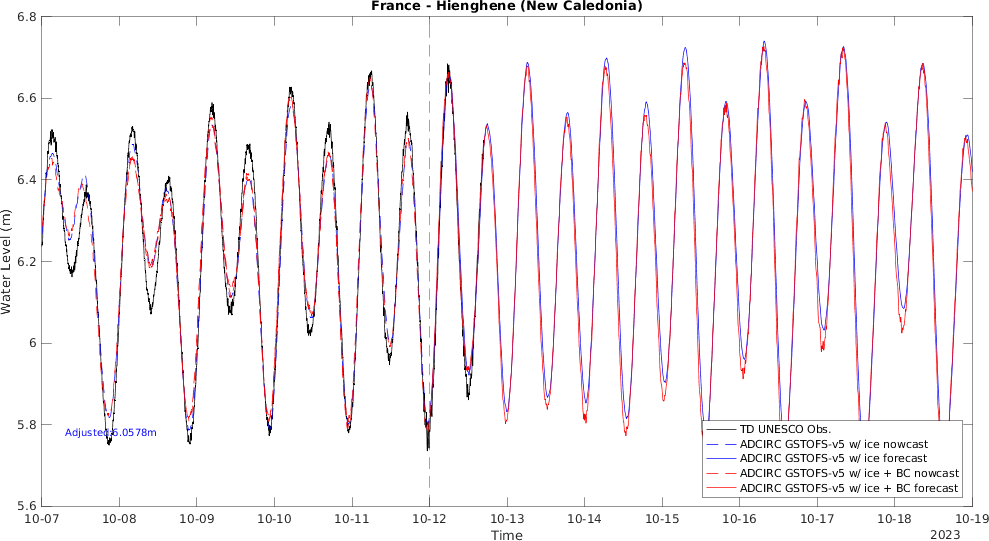 France - Hienghene (New Caledonia)
6.8
6.6
6.4
6.2
6
5.8
5.6
Water Level (m)
Adjusted:6.0578m
TD UNESCO Obs.
ADCIRC GSTOFS-v5 w/ ice nowcast
ADCIRC GSTOFS-v5 w/ ice forecast
ADCIRC GSTOFS-v5 w/ ice + BC nowcast
ADCIRC GSTOFS-v5 w/ ice + BC forecast
10-07 10-08 10-09 10-10 10-11 10-12 10-13 10-14 10-15 10-16 10-17 10-18 10-19
Time
2023